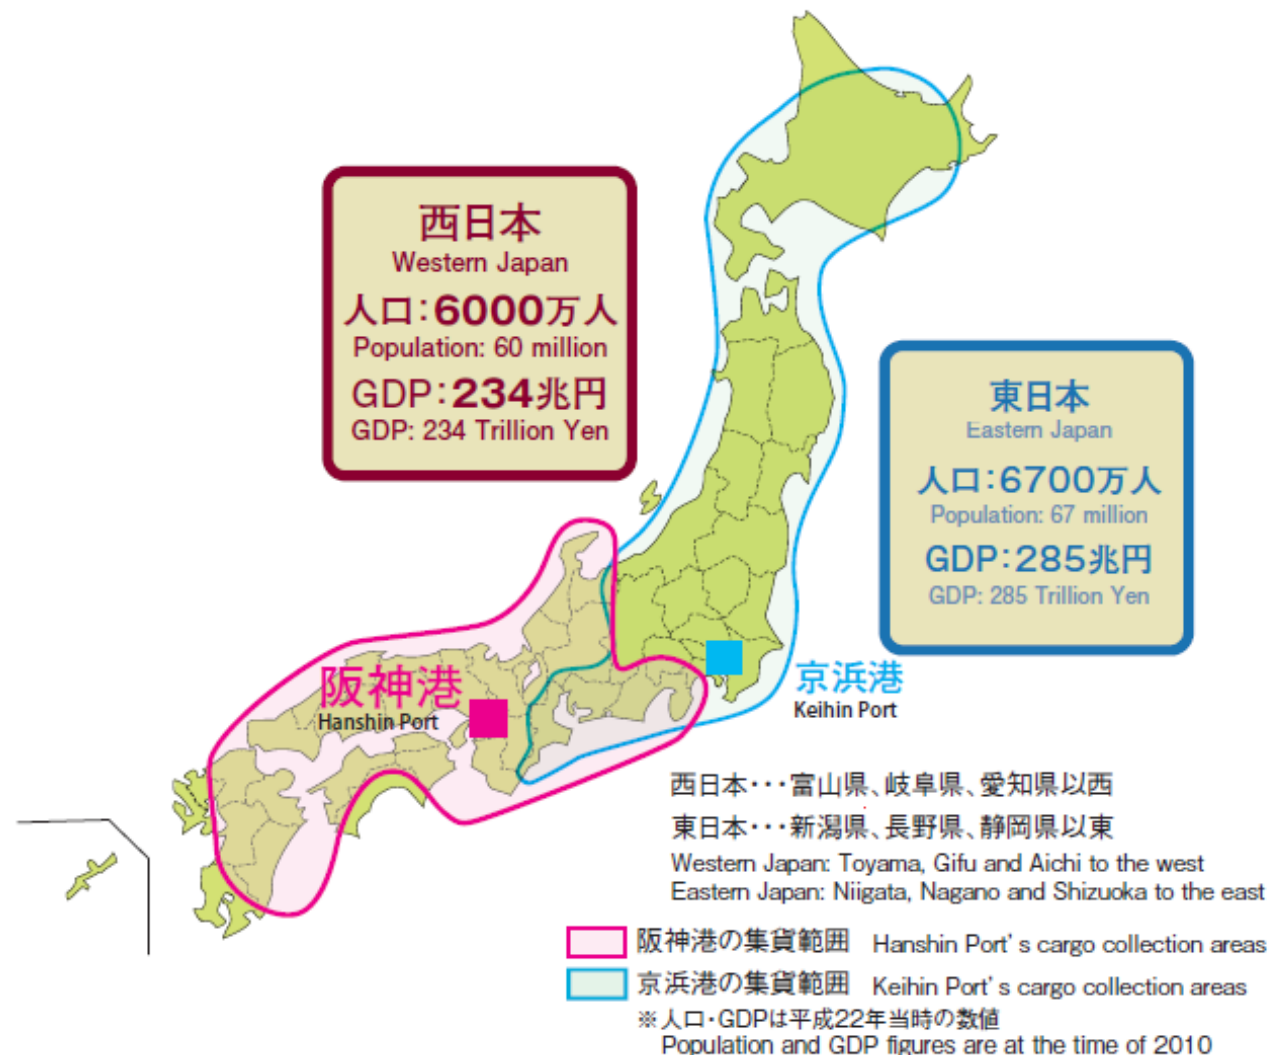 西日本
Western Japan
人口:6000万人
Population: 60 million
GDP:234兆円
GDP: 234 Trillion Yen
東日本
Eastern Japan
人口:6700万人
Population: 67 million
GDP:285兆円
GDP: 285 Trillion Yen
阪神港
Hanshin Port
京浜港
Keihin Port
西日本･･･富山県、岐阜県、愛知県以西
東日本･･･新潟県、長野県、静岡県以東
Western Japan: Toyama, Gifu and Aichi to the west
Eastern Japan: Niigata, Nagano and Shizuoka to the east
阪神港の集貨範囲 Hanshin Port's cargo collection areas
京浜港の集貨範囲 Keihin Port's cargo collection areas
※人口･GDPは平成22年当時の数値
Population and GDP figures are at the time of 2010